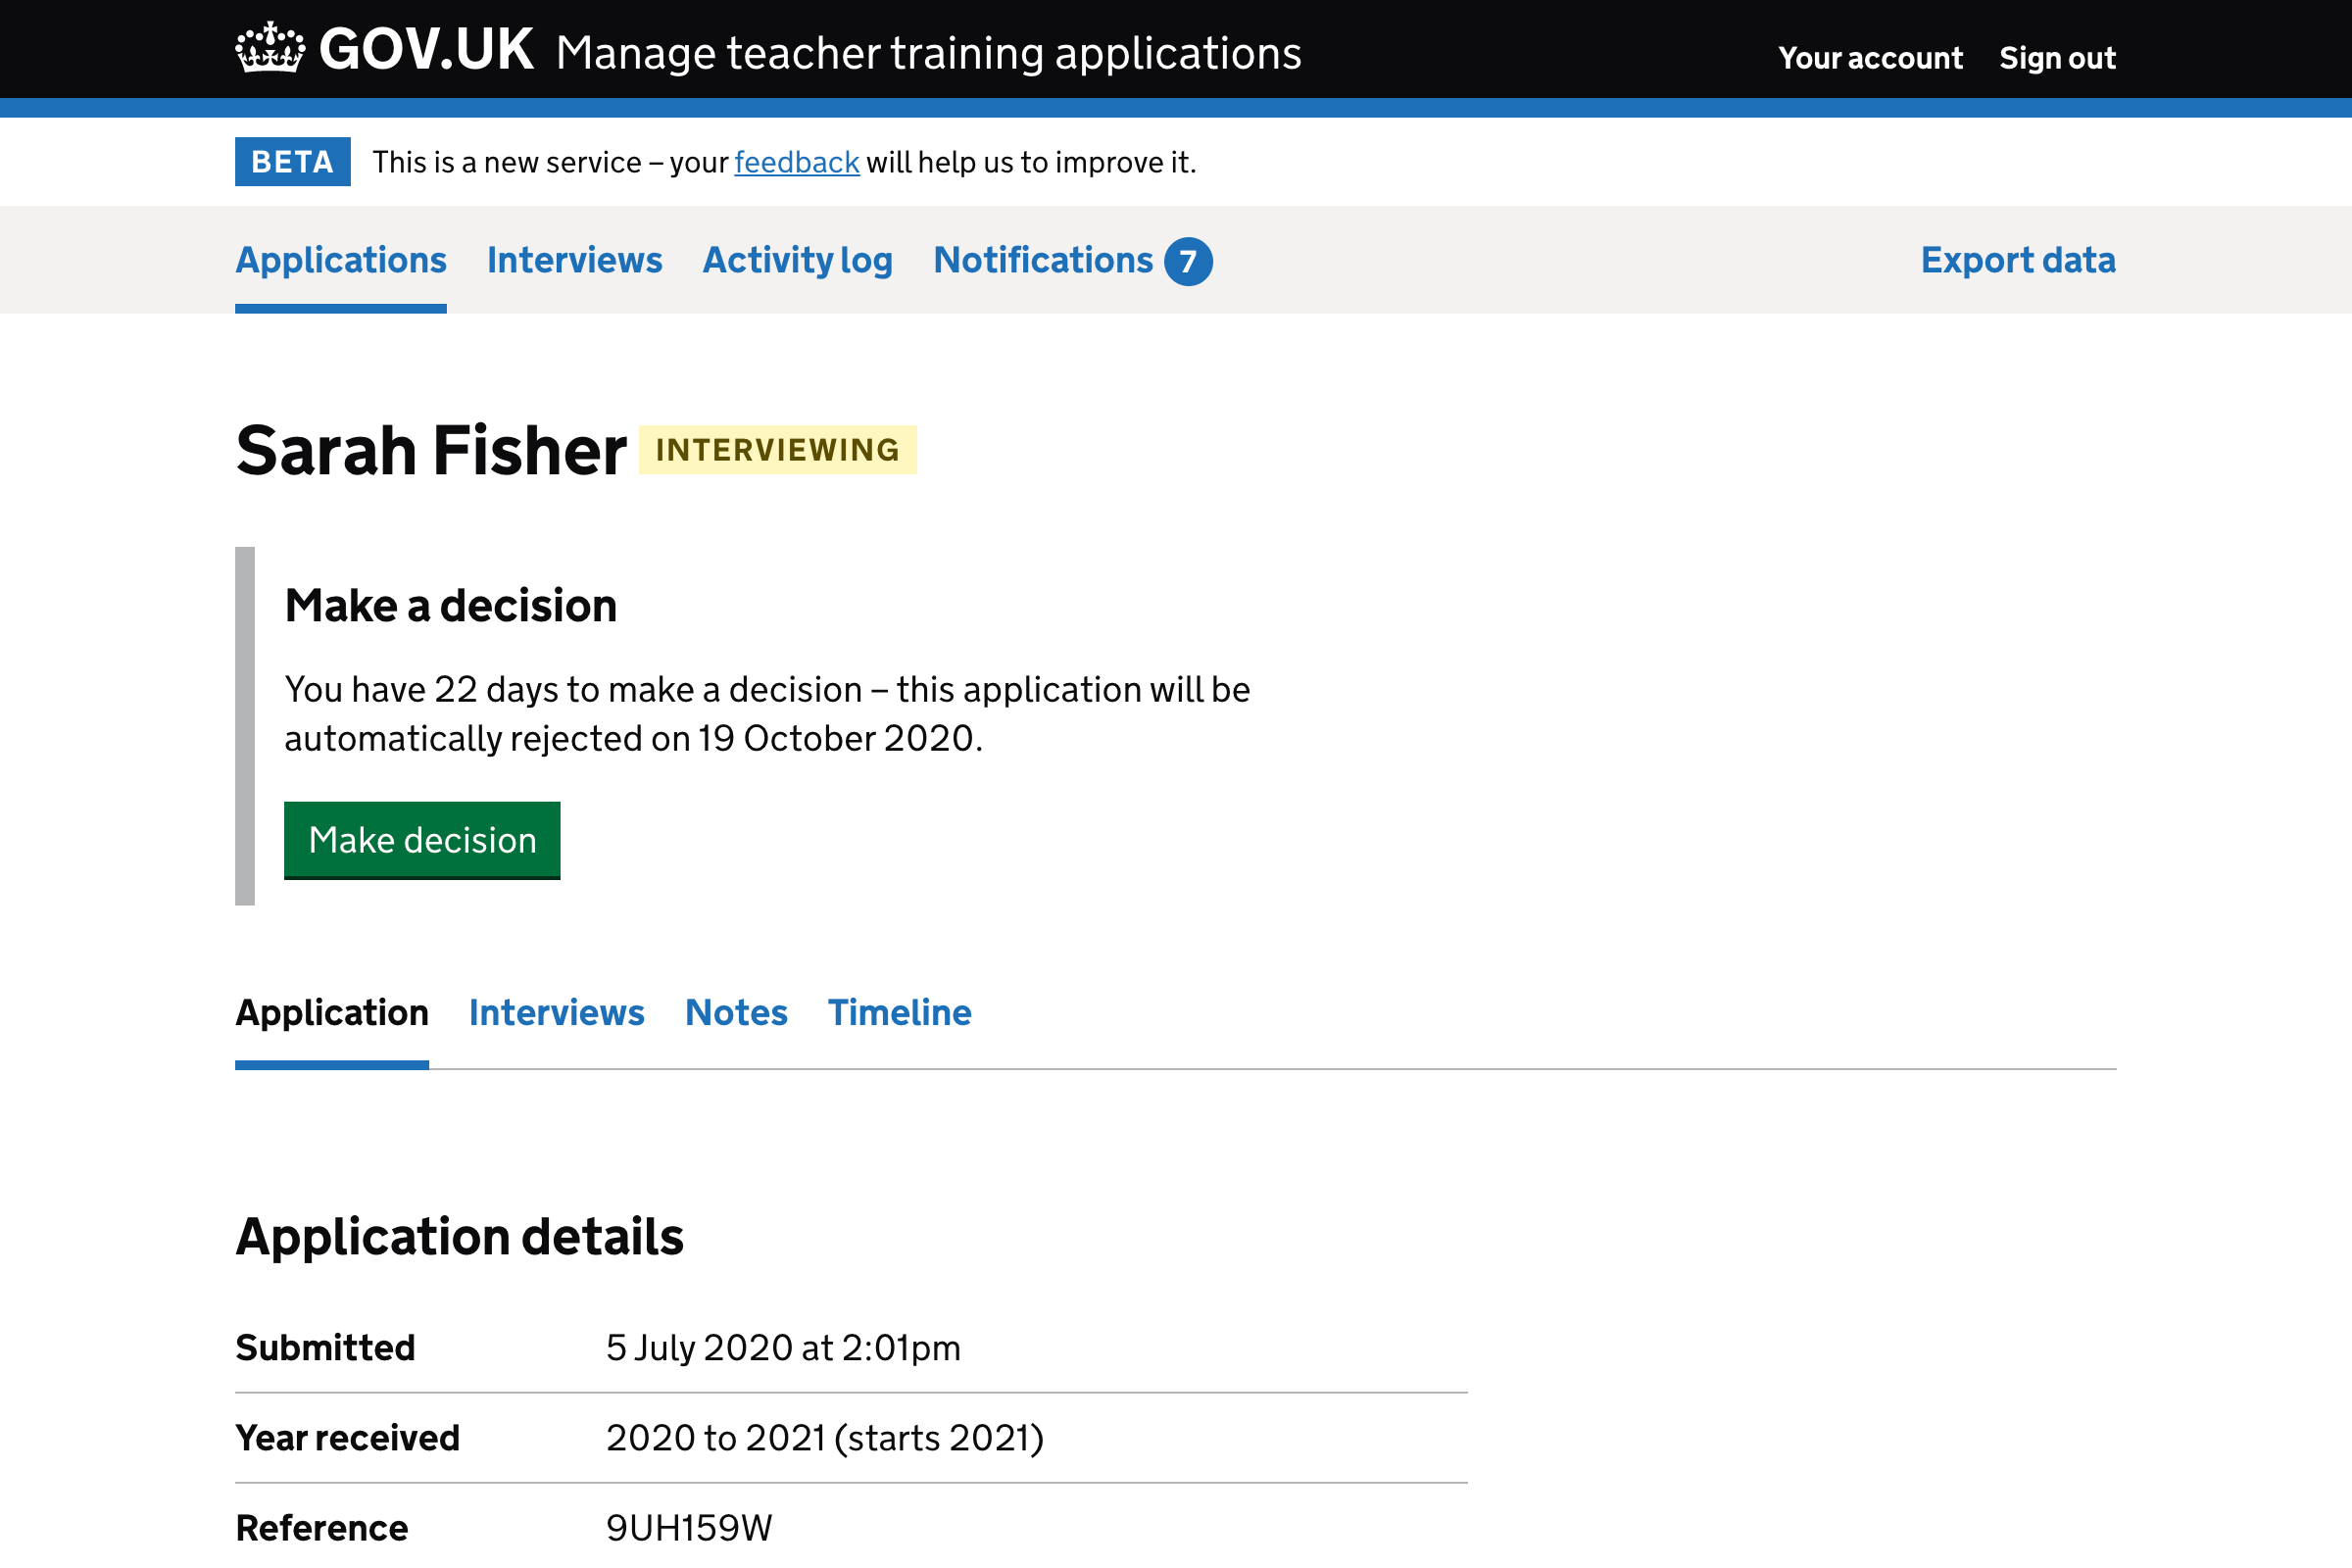 GOV.UK Manage teacher training applications
Your account Sign out
BETA This is a new service – your feedback will help us to improve it.
Applications Interviews Activity log Notifications 7 Export data
Sarah Fisher INTERVIEWING
Make a decision
You have 22 days to make a decision – this application will be
automatically rejected on 19 October 2020.
Make decision
Application Interviews Notes Timeline
Application details
Submitted 5 July 2020 at 2:01pm
Year received 2020 to 2021 (starts 2021)
Reference 9UH159W